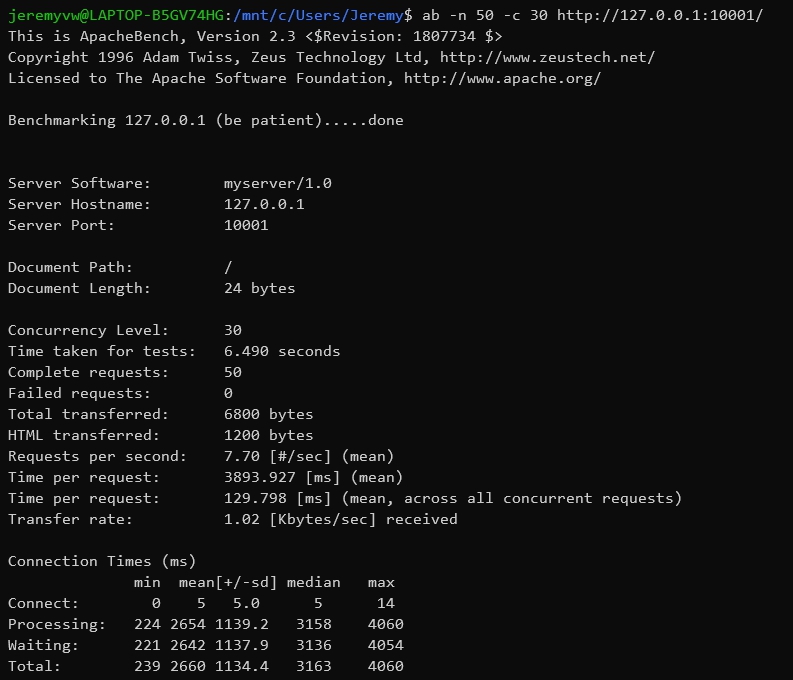 jeremyvw@LAPTOP-B5GV74HG:/mnt/c/Users/Jeremy$ ab -n 50 -c 30 http://127.0.0.1:10001/
This is ApacheBench, Version 2.3 <$Revision: 1807734 $>
Copyright 1996 Adam Twiss, Zeus Technology Ltd, http://www.zeustech.net/
Licensed to The Apache Software Foundation, http://www.apache.org/

Benchmarking 127.0.0.1 (be patient).....done


Server Software:        myserver/1.0
Server Hostname:        127.0.0.1
Server Port:            10001

Document Path:          /
Document Length:        24 bytes

Concurrency Level:      30
Time taken for tests:   6.490 seconds
Complete requests:      50
Failed requests:        0
Total transferred:      6800 bytes
HTML transferred:       1200 bytes
Requests per second:    7.70 [#/sec] (mean)
Time per request:       3893.927 [ms] (mean)
Time per request:       129.798 [ms] (mean, across all concurrent requests)
Transfer rate:          1.02 [Kbytes/sec] received

Connection Times (ms)
              min  mean[+/-sd] median   max
Connect:        0    5   5.0      5      14
Processing:   224 2654 1139.2   3158    4060
Waiting:      221 2642 1137.9   3136    4054
Total:        239 2660 1134.4   3163    4060